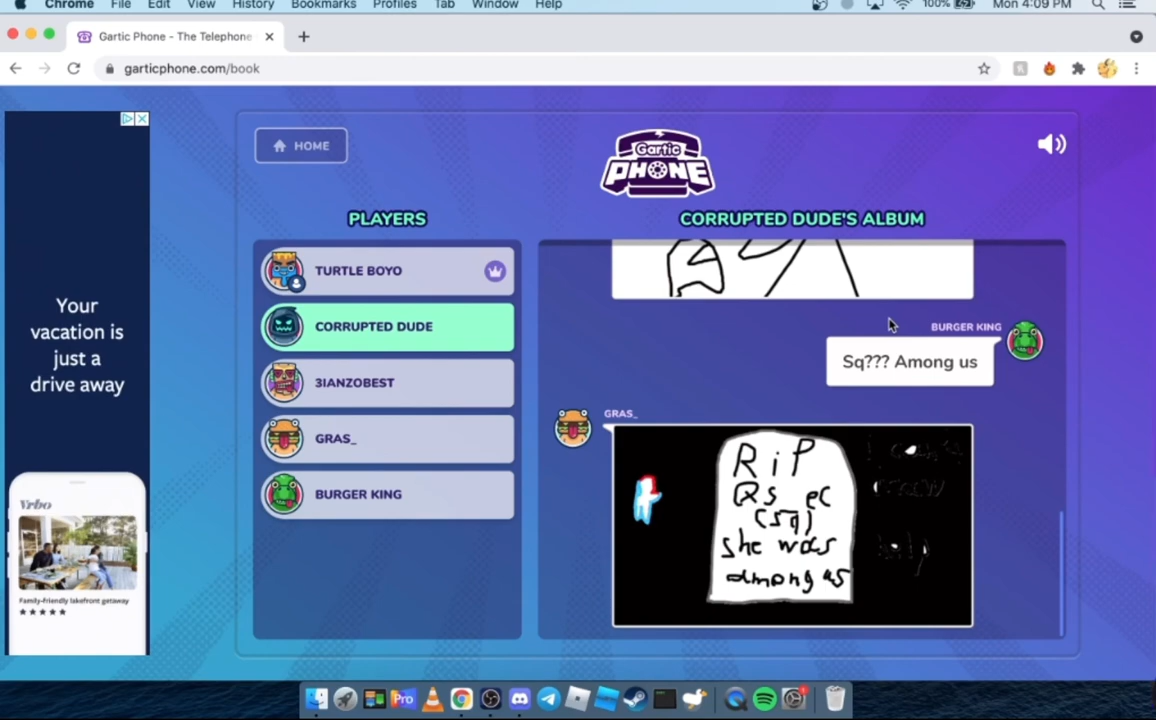 Chrome File Edit View History Bookmarks Profiles Tab Window Help 100% Mon 4:09 PM
Gartic Phone - The Telephone
garticphone.com/book
HOME
Gartic
PHONE
PLAYERS
CORRUPTED DUDE'S ALBUM
TURTLE BOYO
CORRUPTED DUDE
3IANZOBEST
GRAS_
BURGER KING
BURGER KING
Sq??? Among us
GRAS_
RiP
Qs ec
(sq)
she was
among us
help
Your
vacation is
just a
drive away
Vrbo
Family-friendly lakefront getaway
Pro